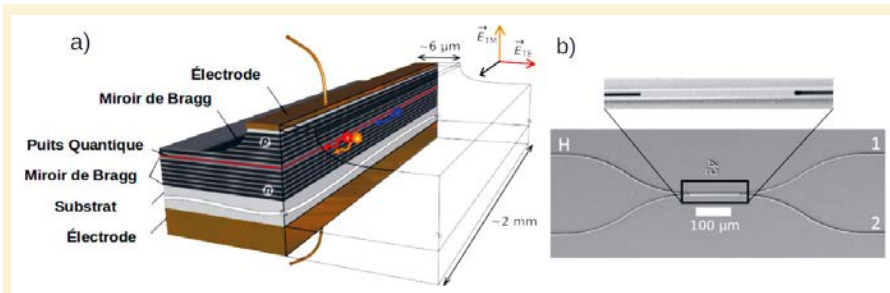 a)
Électrode
Miroir de Bragg
Puits Quantique
Miroir de Bragg
Substrat
Électrode
p
n
~6 µm
E_TM
E_TE
~2 mm
b)
H
1
2
100 µm